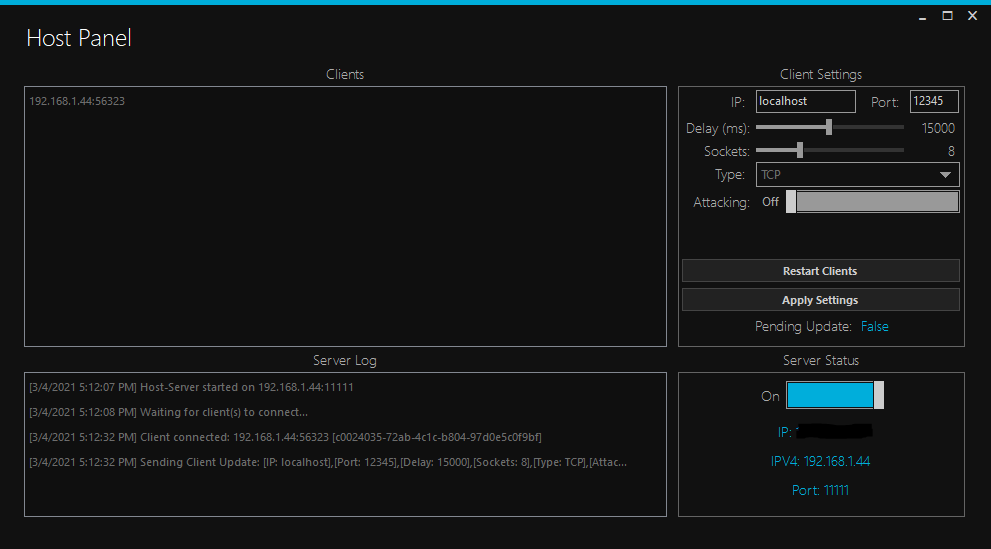 Host Panel
Clients
192.168.1.44:56323
Client Settings
IP: localhost Port: 12345
Delay (ms): 15000
Sockets: 8
Type: TCP
Attacking: Off
Restart Clients
Apply Settings
Pending Update: False
Server Log
[3/4/2021 5:12:07 PM] Host-Server started on 192.168.1.44:11111
[3/4/2021 5:12:08 PM] Waiting for client(s) to connect...
[3/4/2021 5:12:32 PM] Client connected: 192.168.1.44:56323 [c0024035-72ab-4c1c-b804-97d0e5c0f9bf]
[3/4/2021 5:12:32 PM] Sending Client Update: [IP: localhost],[Port: 12345],[Delay: 15000],[Sockets: 8],[Type: TCP],[Attac...
Server Status
On
IP:
IPV4: 192.168.1.44
Port: 11111